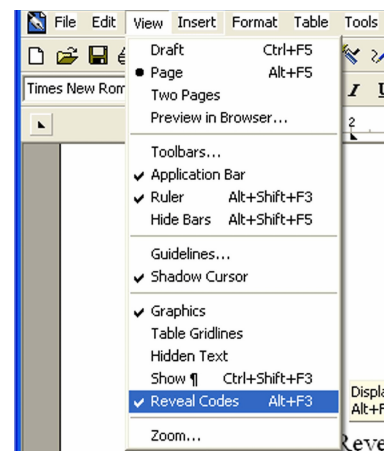 File Edit View Insert Format Table Tools
Draft Ctrl+F5
Page Alt+F5
Times New Rom
Two Pages
I U
Preview in Browser...
2
Toolbars...
Application Bar
Ruler Alt+Shift+F3
Hide Bars Alt+Shift+F5
Guidelines...
Shadow Cursor
Graphics
Table Gridlines
Hidden Text
Show ¶ Ctrl+Shift+F3
Reveal Codes Alt+F3
Displa
Alt+F
Zoom...
Reve